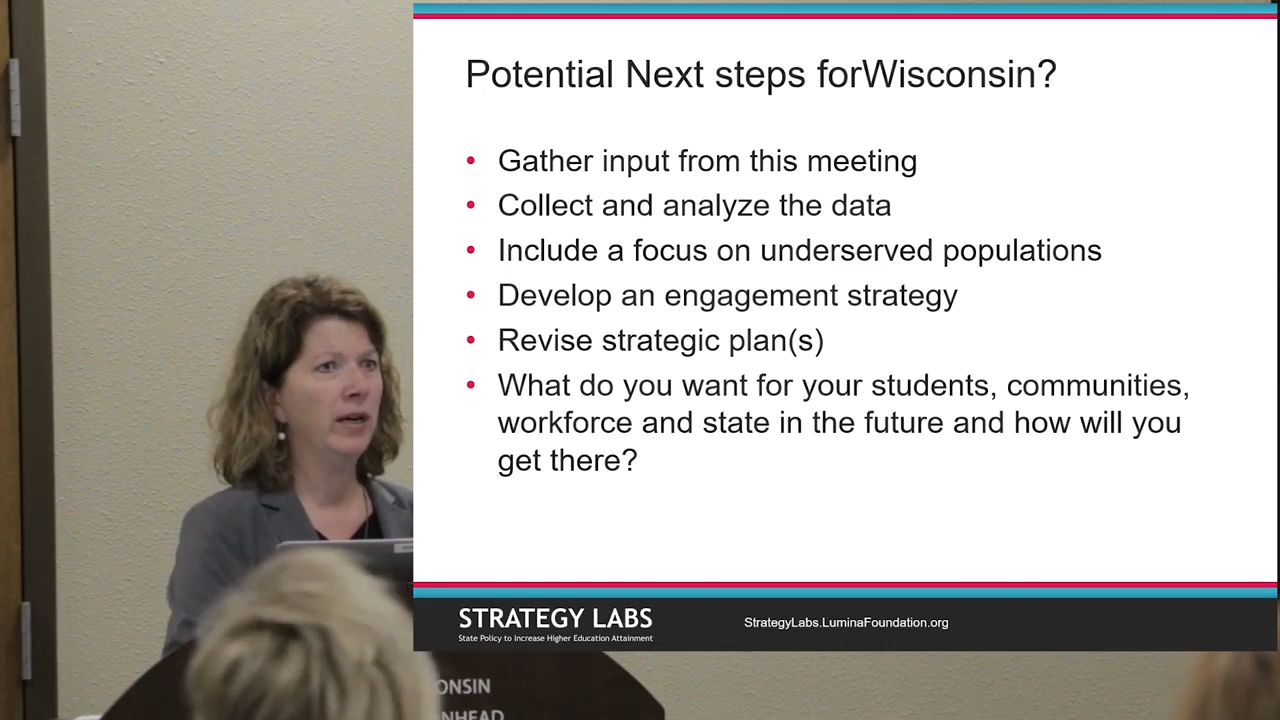 Potential Next steps forWisconsin?
• Gather input from this meeting
• Collect and analyze the data
• Include a focus on underserved populations
• Develop an engagement strategy
• Revise strategic plan(s)
• What do you want for your students, communities,
workforce and state in the future and how will you
get there?
STRATEGY LABS
State Policy to Increase Higher Education Attainment
StrategyLabs.LuminaFoundation.org
ONSIN
NHEAD